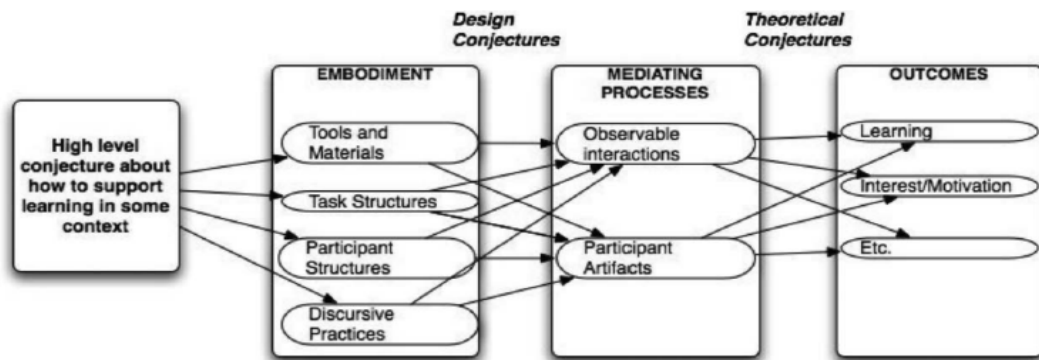 Design
Conjectures
Theoretical
Conjectures
High level
conjecture about
how to support
learning in some
context
EMBODIMENT
Tools and
Materials
Task Structures
Participant
Structures
Discursive
Practices
MEDIATING
PROCESSES
Observable
interactions
Participant
Artifacts
OUTCOMES
Learning
Interest/Motivation
Etc.